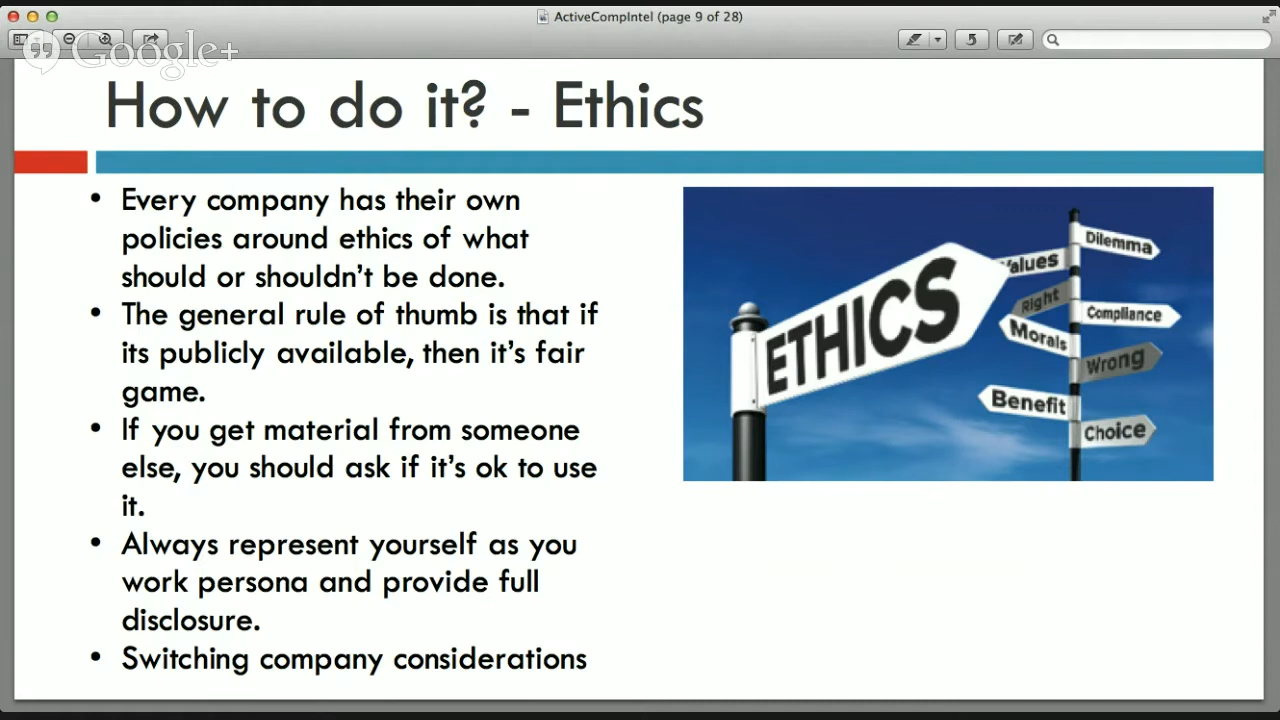 ActiveCompIntel (page 9 of 28)
Google+
How to do it? - Ethics
• Every company has their own
policies around ethics of what
should or shouldn't be done.
• The general rule of thumb is that if
its publicly available, then it's fair
game.
• If you get material from someone
else, you should ask if it's ok to use
it.
• Always represent yourself as you
work persona and provide full
disclosure.
• Switching company considerations
ETHICS
Dilemma
Values
Right
Compliance
Morals
Wrong
Benefit
Choice